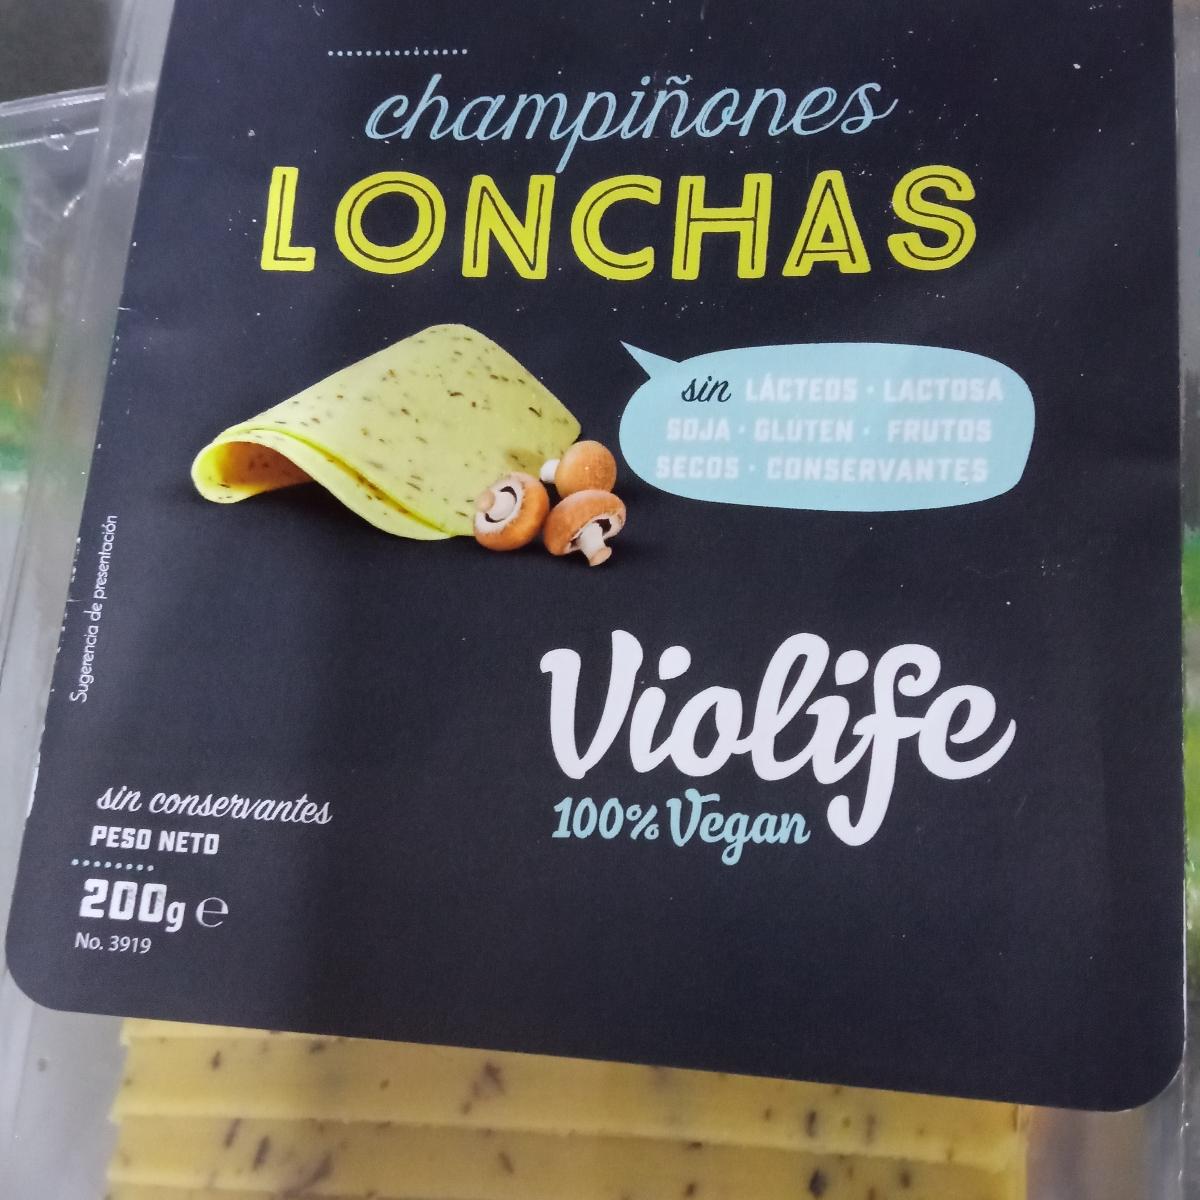 champiñones
LONCHAS
sin LÁCTEOS · LACTOSA
SOJA · GLUTEN · FRUTOS
SECOS · CONSERVANTES
Sugerencia de presentación
Violife
100% Vegan
sin conservantes
PESO NETO
200g ℮
No. 3919